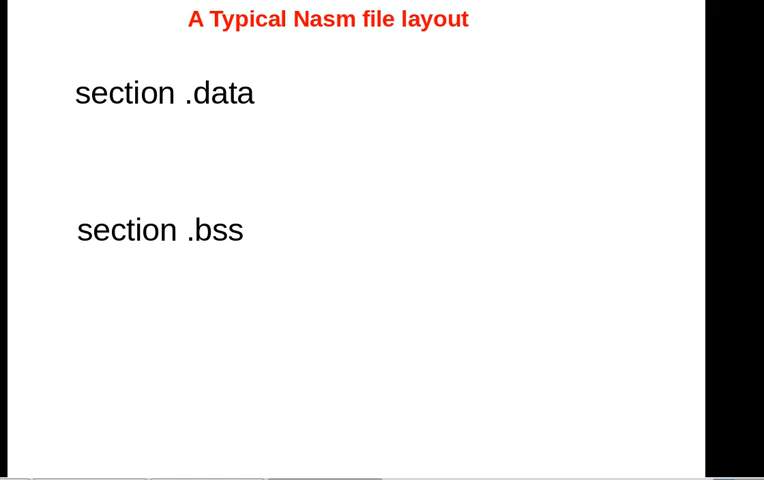 A Typical Nasm file layout
section .data
section .bss